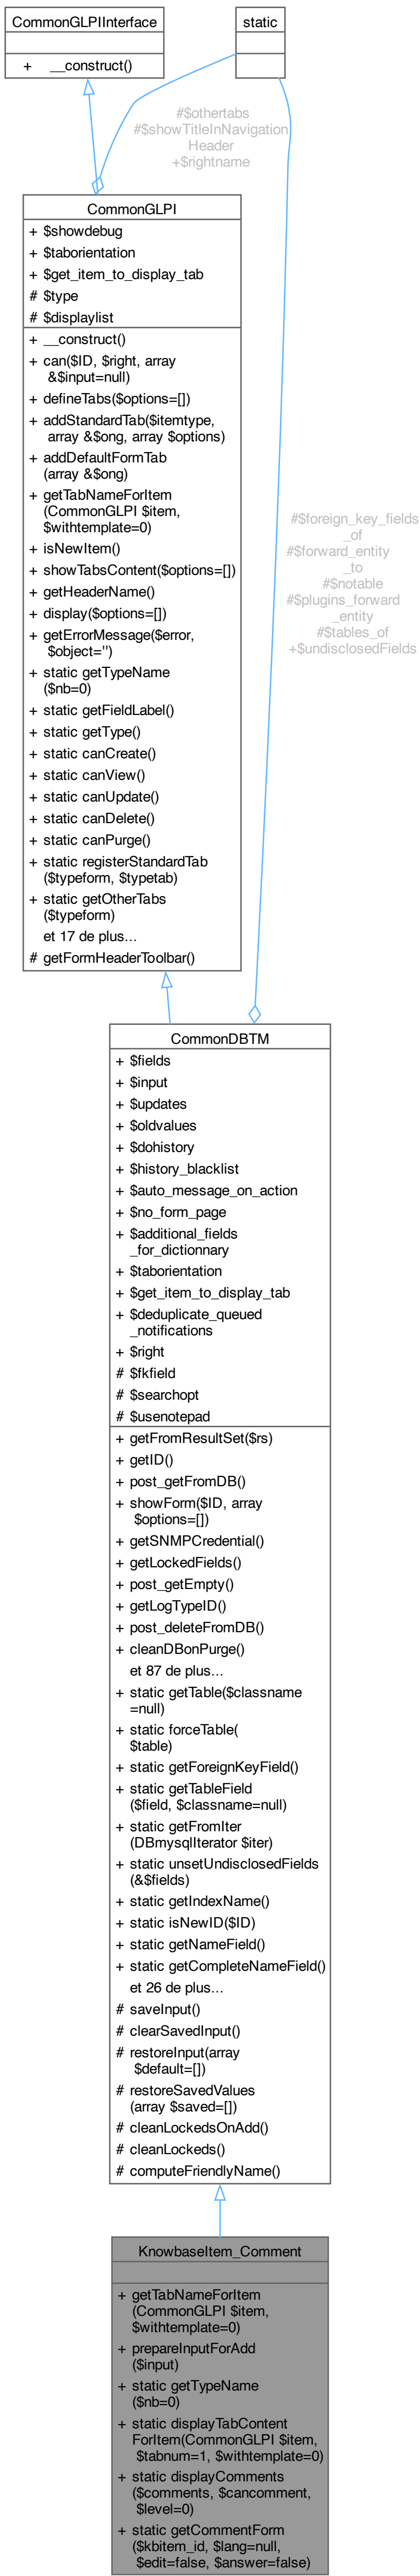 CommonGLPIInterface
+ __construct()
static
#$othertabs
#$showTitleInNavigation
Header
+$rightname
CommonGLPI
+ $showdebug
+ $taborientation
+ $get_item_to_display_tab
# $type
# $displaylist
+ __construct()
+ can($ID, $right, array
&$input=null)
+ defineTabs($options=[])
+ addStandardTab($itemtype,
array &$ong, array $options)
+ addDefaultFormTab
(array &$ong)
+ getTabNameForItem
(CommonGLPI $item,
$withtemplate=0)
+ isNewItem()
+ showTabsContent($options=[])
+ getHeaderName()
+ display($options=[])
+ getErrorMessage($error,
$object='')
+ static getTypeName
($nb=0)
+ static getFieldLabel()
+ static getType()
+ static canCreate()
+ static canView()
+ static canUpdate()
+ static canDelete()
+ static canPurge()
+ static registerStandardTab
($typeform, $typetab)
+ static getOtherTabs
($typeform)
et 17 de plus...
# getFormHeaderToolbar()
#$foreign_key_fields
_of
#$forward_entity
_to
#$notable
#$plugins_forward
_entity
#$tables_of
+$undisclosedFields
CommonDBTM
+ $fields
+ $input
+ $updates
+ $oldvalues
+ $dohistory
+ $history_blacklist
+ $auto_message_on_action
+ $no_form_page
+ $additional_fields
_for_dictionnary
+ $taborientation
+ $get_item_to_display_tab
+ $deduplicate_queued
_notifications
+ $right
# $fkfield
# $searchopt
# $usenotepad
+ getFromResultSet($rs)
+ getID()
+ post_getFromDB()
+ showForm($ID, array
$options=[])
+ getSNMPCredential()
+ getLockedFields()
+ post_getEmpty()
+ getLogTypeID()
+ post_deleteFromDB()
+ cleanDBonPurge()
et 87 de plus...
+ static getTable($classname
=null)
+ static forceTable(
$table)
+ static getForeignKeyField()
+ static getTableField
($field, $classname=null)
+ static getFromIter
(DBmysqlIterator $iter)
+ static unsetUndisclosedFields
(&$fields)
+ static getIndexName()
+ static isNewID($ID)
+ static getNameField()
+ static getCompleteNameField()
et 26 de plus...
# saveInput()
# clearSavedInput()
# restoreInput(array
$default=[])
# restoreSavedValues
(array $saved=[])
# cleanLockedsOnAdd()
# cleanLockeds()
# computeFriendlyName()
KnowbaseItem_Comment
+ getTabNameForItem
(CommonGLPI $item,
$withtemplate=0)
+ prepareInputForAdd
($input)
+ static getTypeName
($nb=0)
+ static displayTabContent
ForItem(CommonGLPI $item,
$tabnum=1, $withtemplate=0)
+ static displayComments
($comments, $cancomment,
$level=0)
+ static getCommentForm
($kbitem_id, $lang=null,
$edit=false, $answer=false)